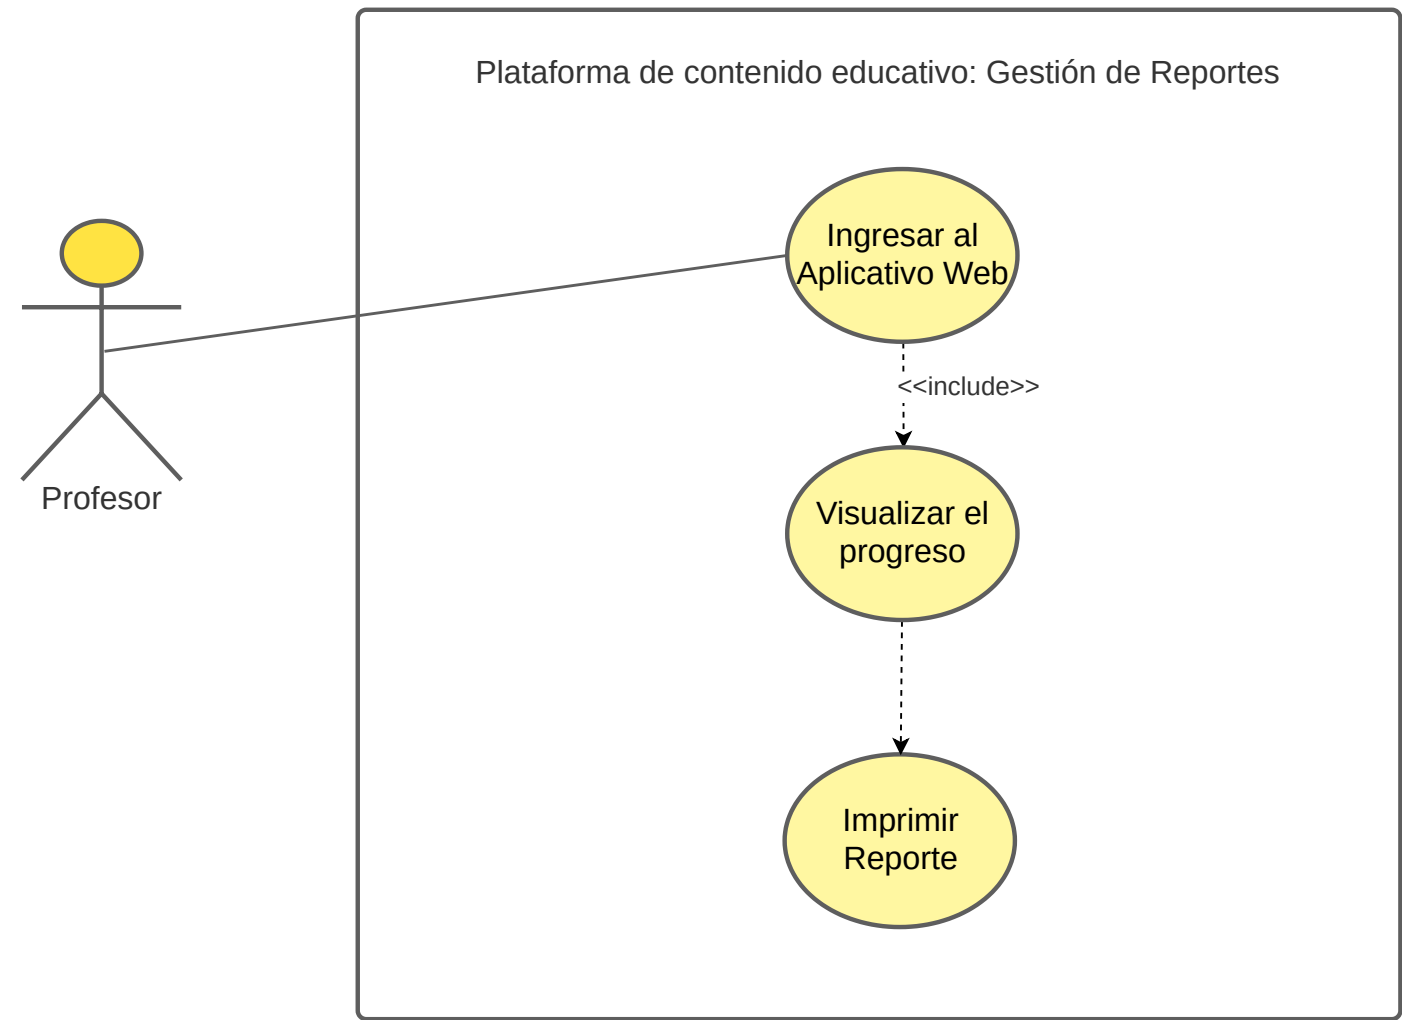 Plataforma de contenido educativo: Gestión de Reportes
Ingresar al
Aplicativo Web
<<include>>
Profesor
Visualizar el
progreso
Imprimir
Reporte